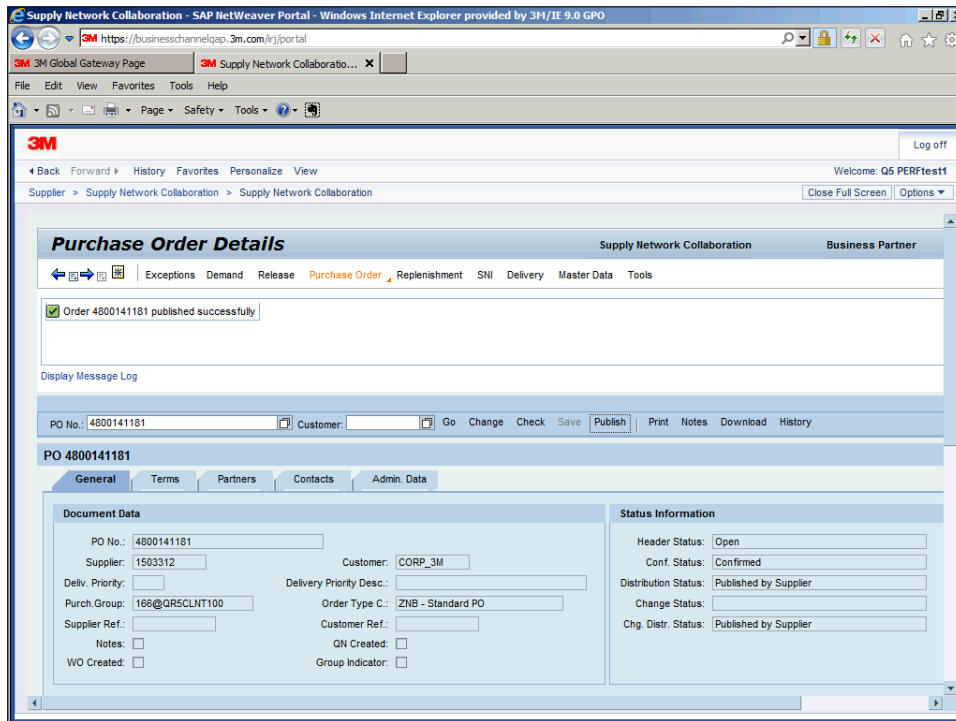 Supply Network Collaboration - SAP NetWeaver Portal - Windows Internet Explorer provided by 3M/IE 9.0 GPO
3M https://businesschannelqap.3m.com/irj/portal
3M 3M Global Gateway Page 3M Supply Network Collaboratio... X
File Edit View Favorites Tools Help
Page Safety Tools
3M Log off
Back Forward History Favorites Personalize View Welcome: Q5 PERFtest1
Supplier > Supply Network Collaboration > Supply Network Collaboration Close Full Screen Options
Purchase Order Details Supply Network Collaboration Business Partner
Exceptions Demand Release Purchase Order Replenishment SNI Delivery Master Data Tools
Order 4800141181 published successfully
Display Message Log
PO No.: 4800141181 Customer: Go Change Check Save Publish Print Notes Download History
PO 4800141181
General Terms Partners Contacts Admin. Data
Document Data Status Information
PO No.: 4800141181 Header Status: Open
Supplier: 1503312 Customer: CORP_3M Conf. Status: Confirmed
Deliv. Priority: Delivery Priority Desc.: Distribution Status: Published by Supplier
Purch.Group: 166@QR5CLNT100 Order Type C.: ZNB - Standard PO Change Status:
Supplier Ref.: Customer Ref.: Chg. Distr. Status: Published by Supplier
Notes: QN Created:
WO Created: Group Indicator: